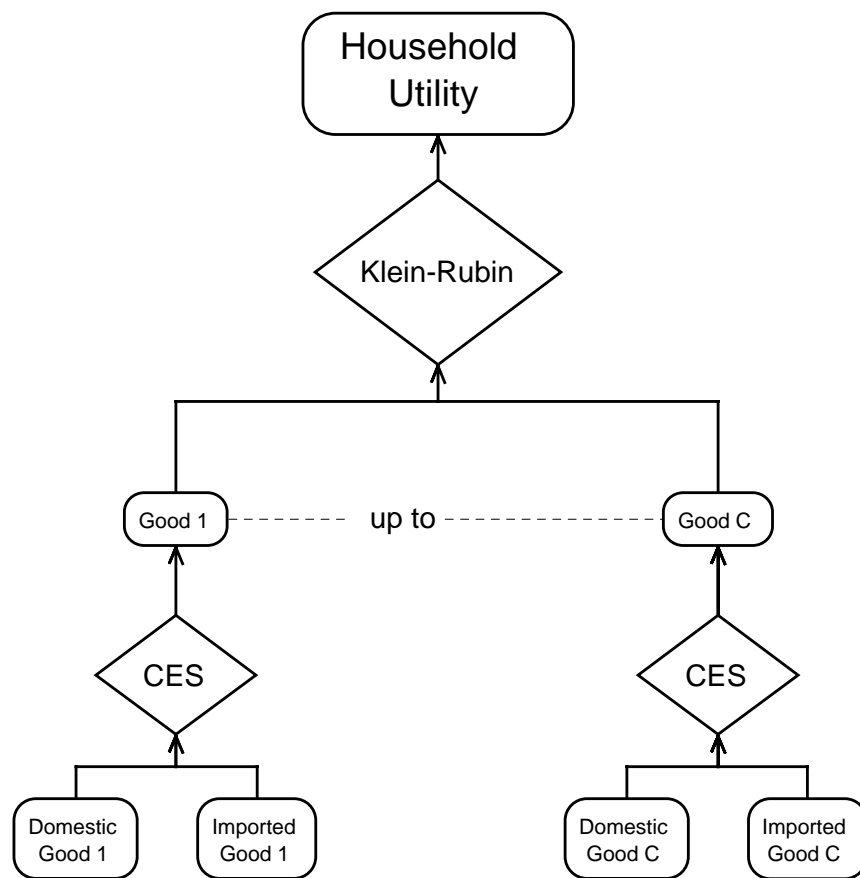 Household
Utility
Klein-Rubin
Good 1
up to
Good C
CES
CES
Domestic
Good 1
Imported
Good 1
Domestic
Good C
Imported
Good C